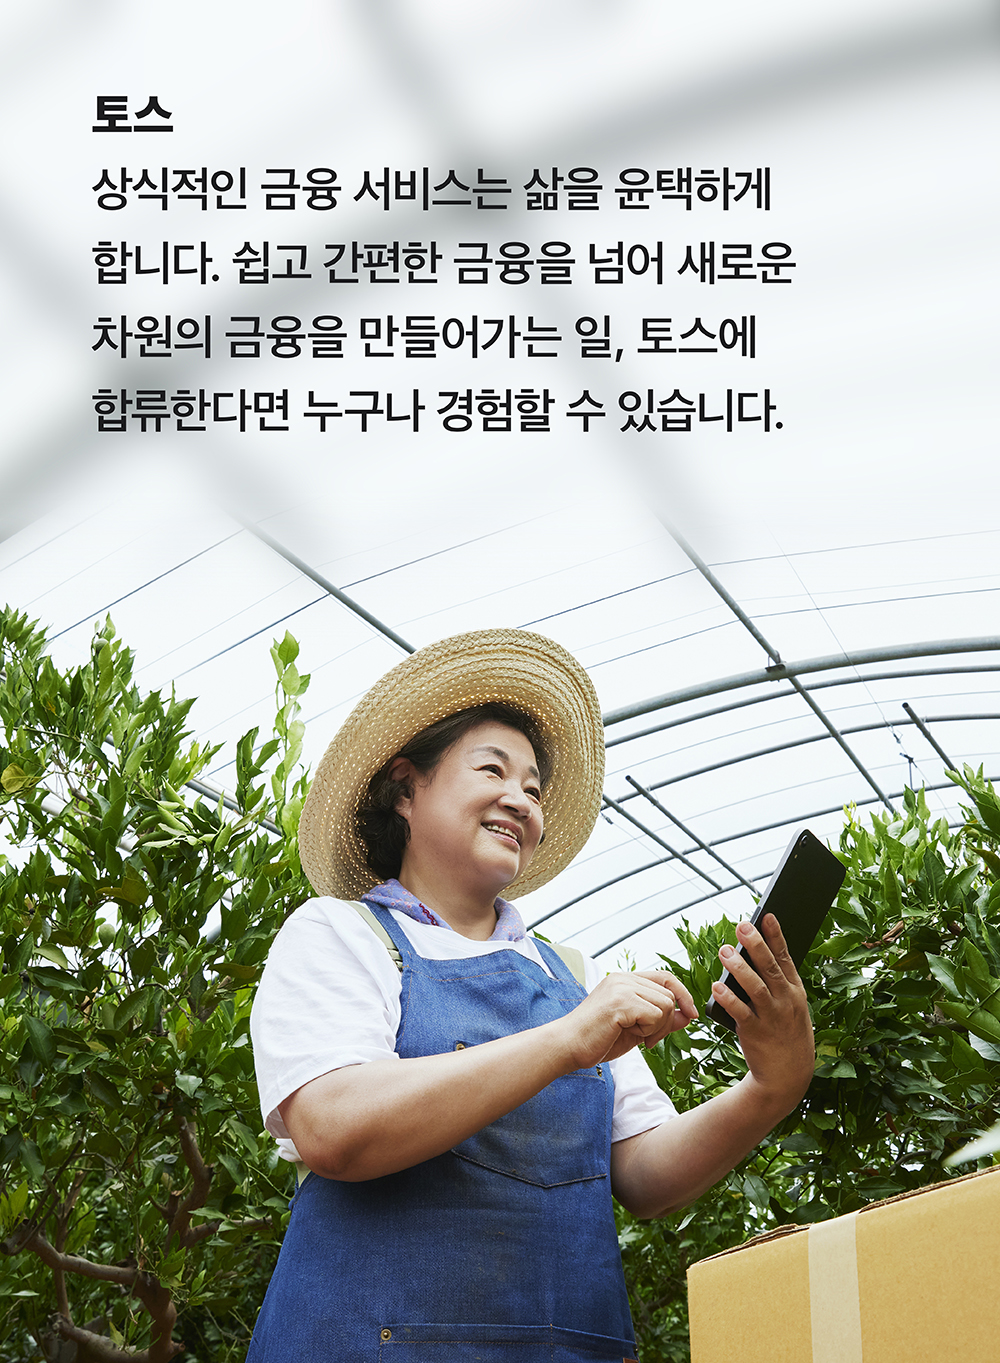 토스
상식적인 금융 서비스는 삶을 윤택하게
합니다. 쉽고 간편한 금융을 넘어 새로운
차원의 금융을 만들어가는 일, 토스에
합류한다면 누구나 경험할 수 있습니다.